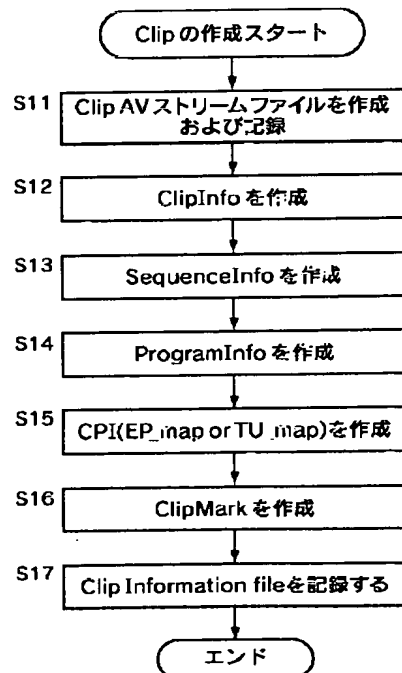 Clipの作成スタート
S11
Clip AVストリームファイルを作成
および記録
S12
ClipInfoを作成
S13
SequenceInfoを作成
S14
ProgramInfoを作成
S15
CPI(EP_map or TU_map)を作成
S16
ClipMarkを作成
S17
Clip Information fileを記録する
エンド